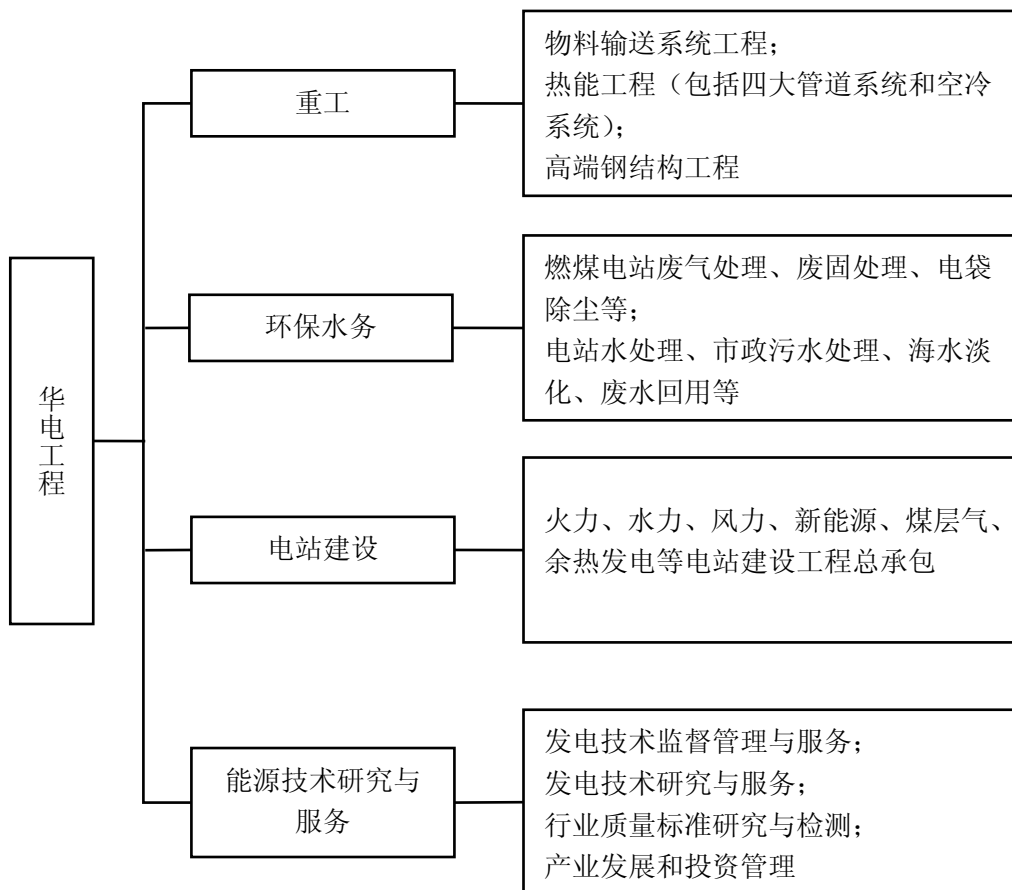 华电工程
重工
物料输送系统工程；
热能工程（包括四大管道系统和空冷
系统）；
高端钢结构工程
环保水务
燃煤电站废气处理、废固处理、电袋
除尘等；
电站水处理、市政污水处理、海水淡
化、废水回用等
电站建设
火力、水力、风力、新能源、煤层气、
余热发电等电站建设工程总承包
能源技术研究与
服务
发电技术监督管理与服务；
发电技术研究与服务；
行业质量标准研究与检测；
产业发展和投资管理